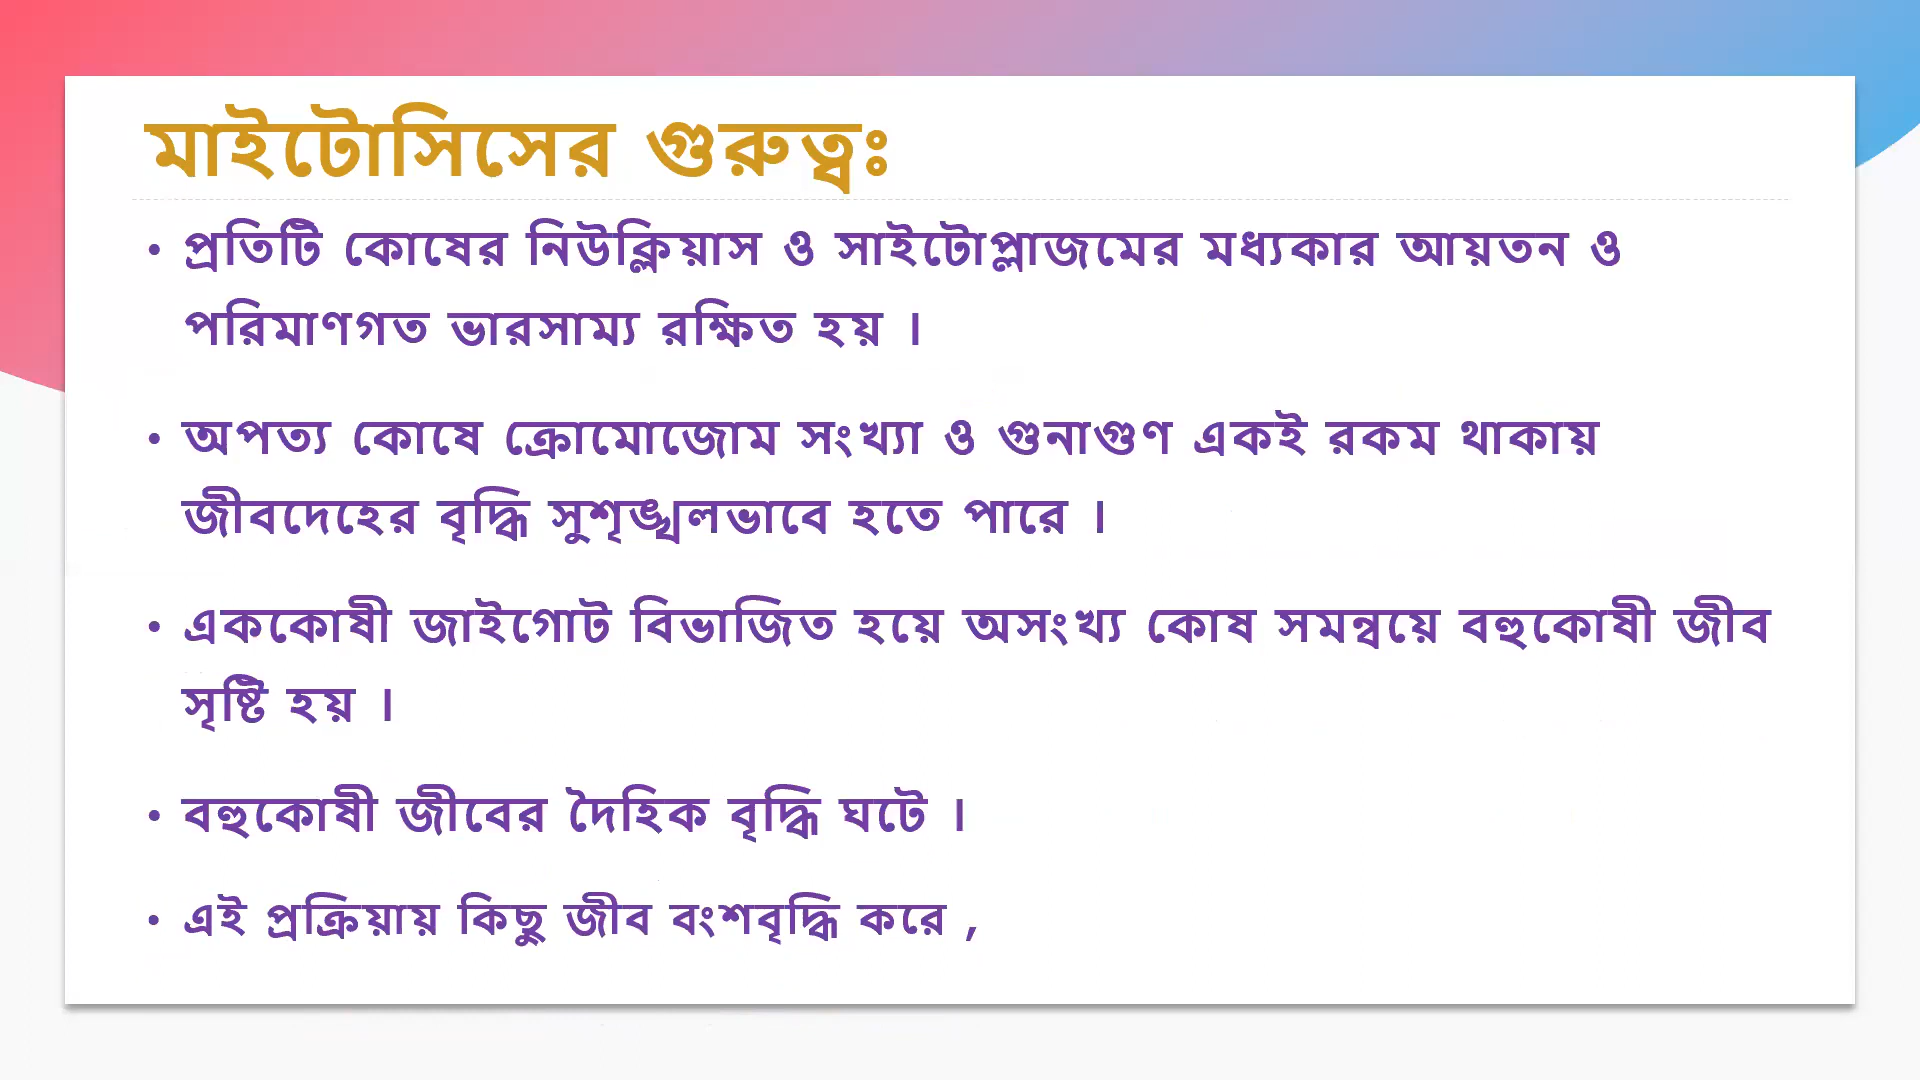 মাইটোসিসের গুরুত্বঃ
• প্রতিটি কোষের নিউক্লিয়াস ও সাইটোপ্লাজমের মধ্যকার আয়তন ও
পরিমাণগত ভারসাম্য রক্ষিত হয় ।
• অপত্য কোষে ক্রোমোজোম সংখ্যা ও গুনাগুণ একই রকম থাকায়
জীবদেহের বৃদ্ধি সুশৃঙ্খলভাবে হতে পারে ।
• এককোষী জাইগোট বিভাজিত হয়ে অসংখ্য কোষ সমন্বয়ে বহুকোষী জীব
সৃষ্টি হয় ।
• বহুকোষী জীবের দৈহিক বৃদ্ধি ঘটে ।
• এই প্রক্রিয়ায় কিছু জীব বংশবৃদ্ধি করে ,